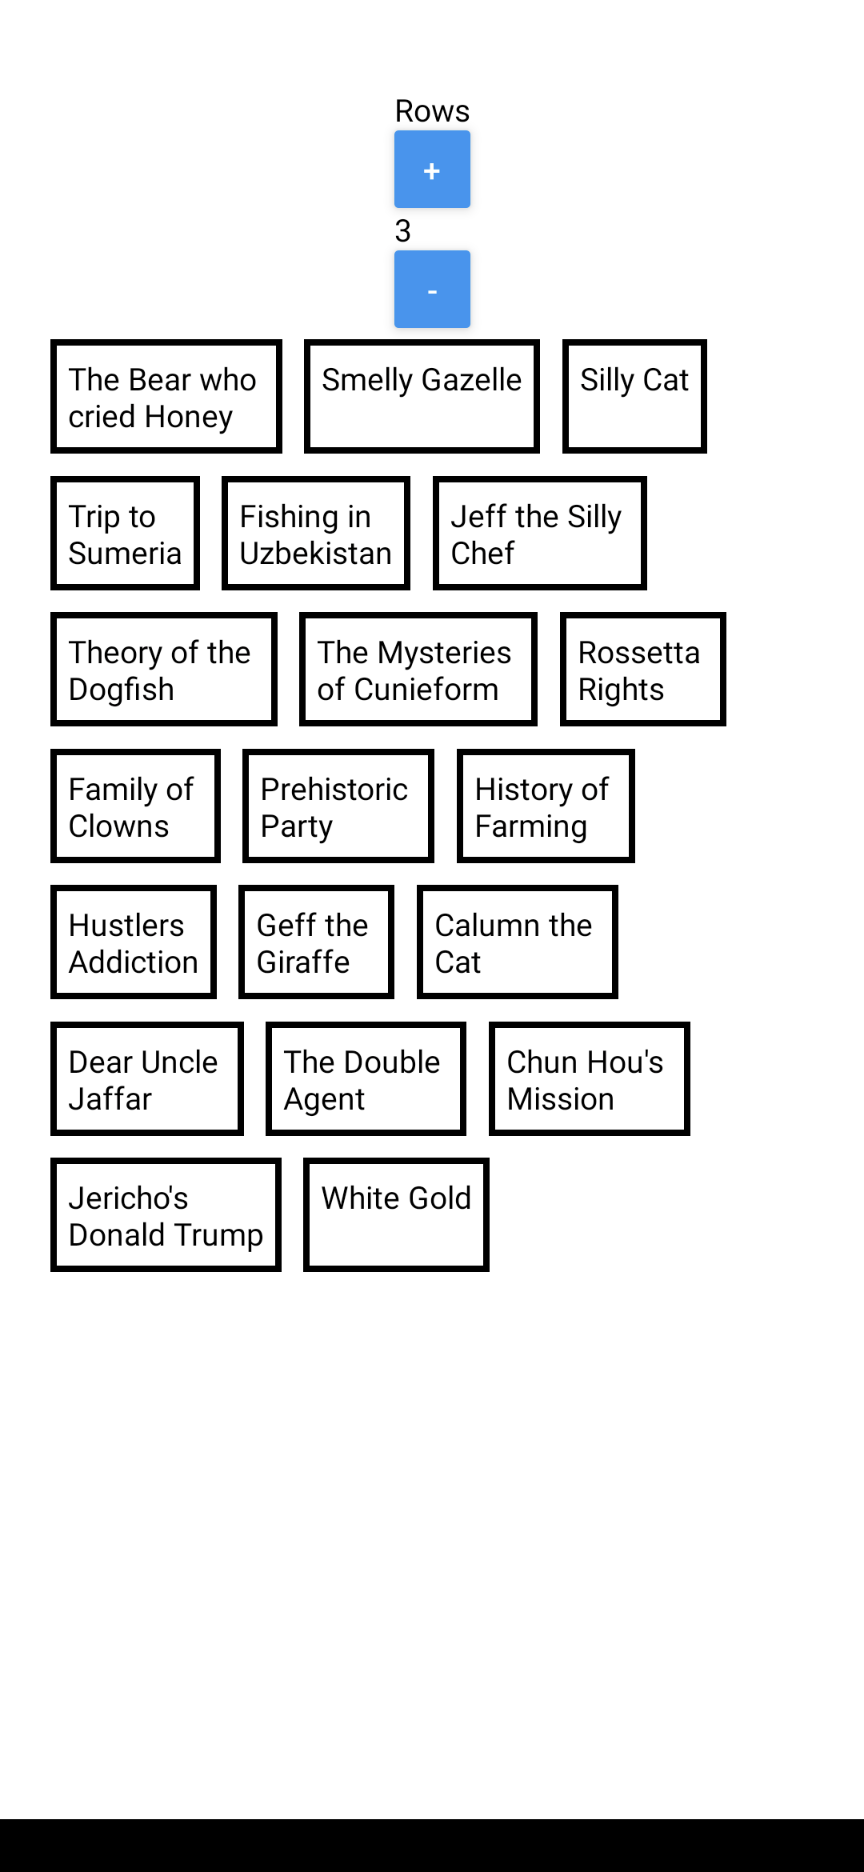 Rows
+
3
-
The Bear who
cried Honey
Smelly Gazelle
Silly Cat
Trip to
Sumeria
Fishing in
Uzbekistan
Jeff the Silly
Chef
Theory of the
Dogfish
The Mysteries
of Cunieform
Rossetta
Rights
Family of
Clowns
Prehistoric
Party
History of
Farming
Hustlers
Addiction
Geff the
Giraffe
Calumn the
Cat
Dear Uncle
Jaffar
The Double
Agent
Chun Hou's
Mission
Jericho's
Donald Trump
White Gold